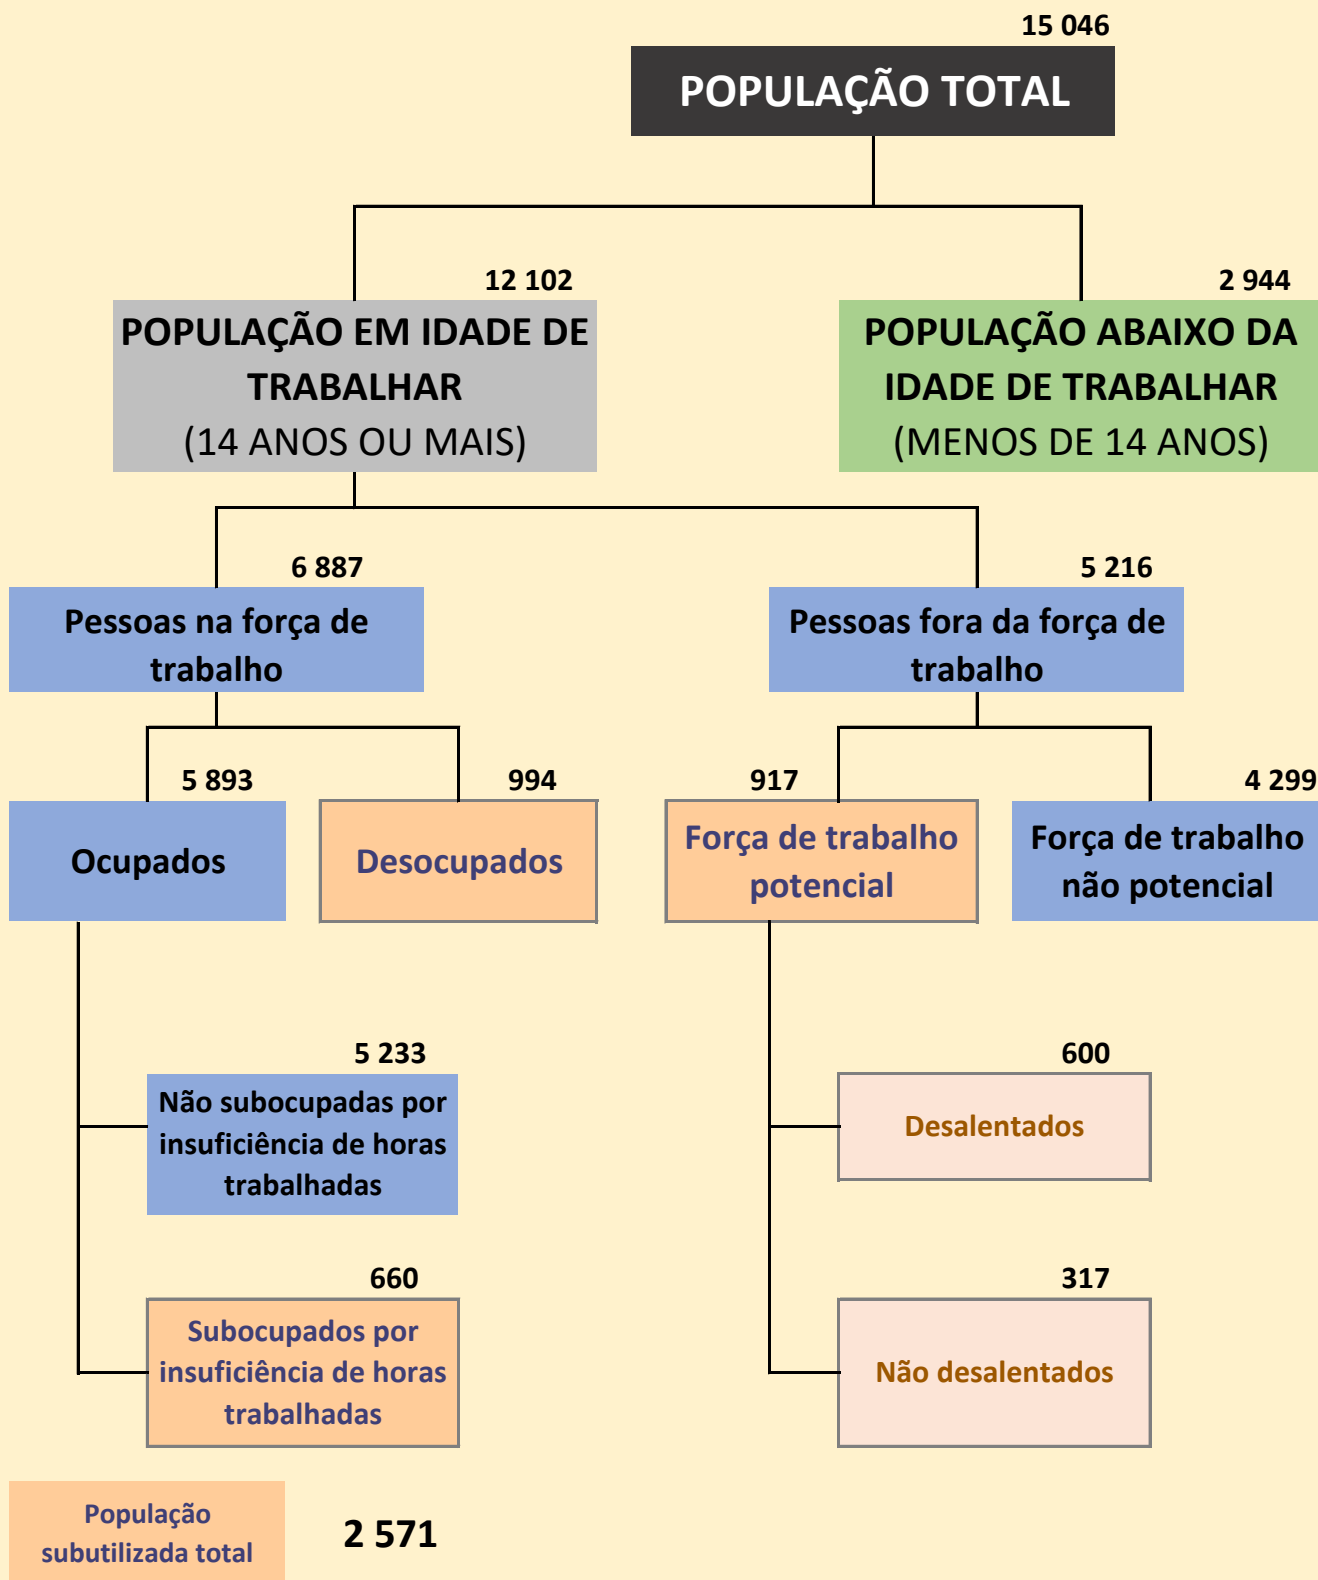 15 046
POPULAÇÃO TOTAL
12 102
POPULAÇÃO EM IDADE DE
TRABALHAR
(14 ANOS OU MAIS)
2 944
POPULAÇÃO ABAIXO DA
IDADE DE TRABALHAR
(MENOS DE 14 ANOS)
6 887
Pessoas na força de
trabalho
5 216
Pessoas fora da força de
trabalho
5 893
Ocupados
994
Desocupados
917
Força de trabalho
potencial
4 299
Força de trabalho
não potencial
5 233
Não subocupadas por
insuficiência de horas
trabalhadas
600
Desalentados
660
Subocupados por
insuficiência de horas
trabalhadas
317
Não desalentados
População
subutilizada total
2 571